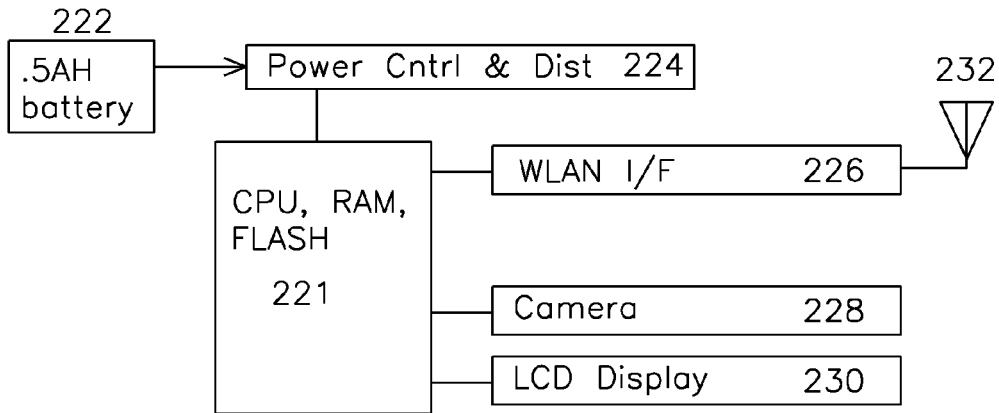 222
.5AH
battery
Power Cntrl & Dist 224
232
WLAN I/F 226
CPU, RAM,
FLASH
221
Camera 228
LCD Display 230